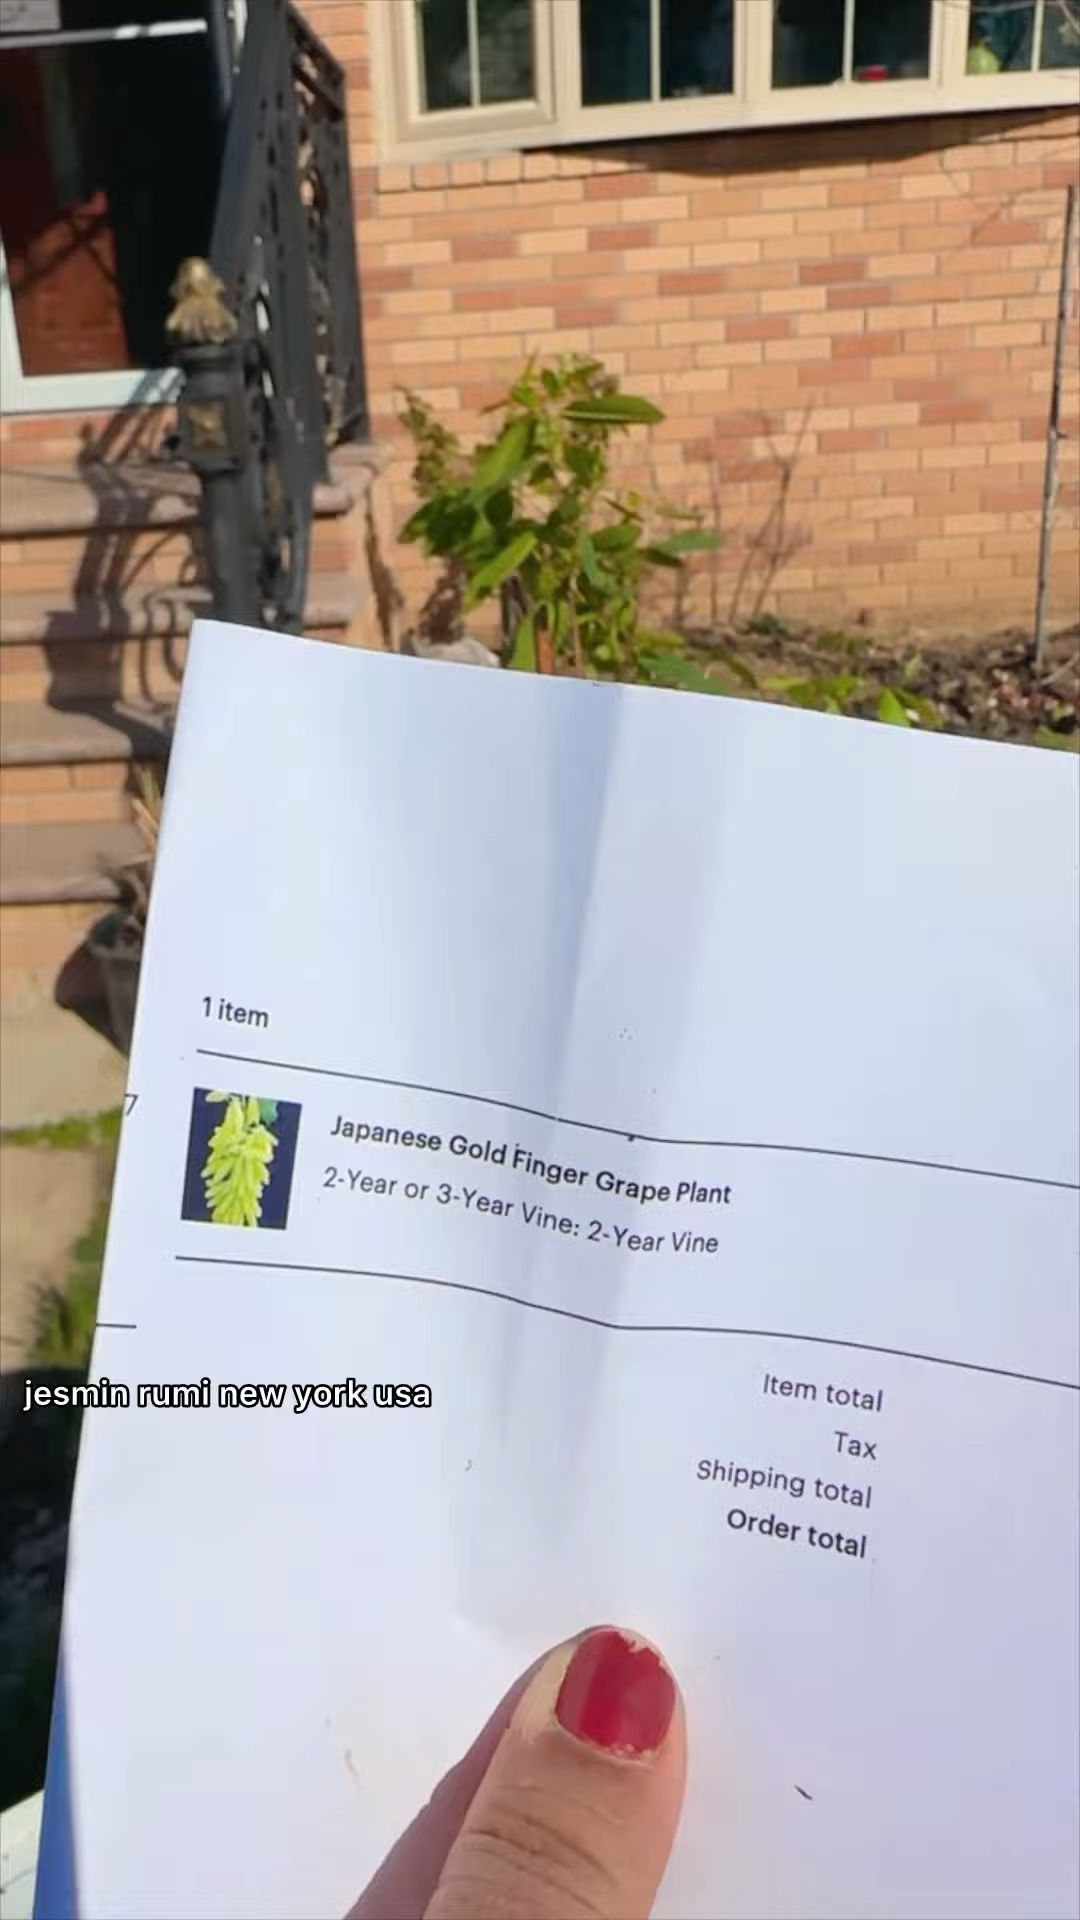 1 item
7
Japanese Gold Finger Grape Plant
2-Year or 3-Year Vine: 2-Year Vine
jesmin rumi new york usa
Item total
Tax
Shipping total
Order total